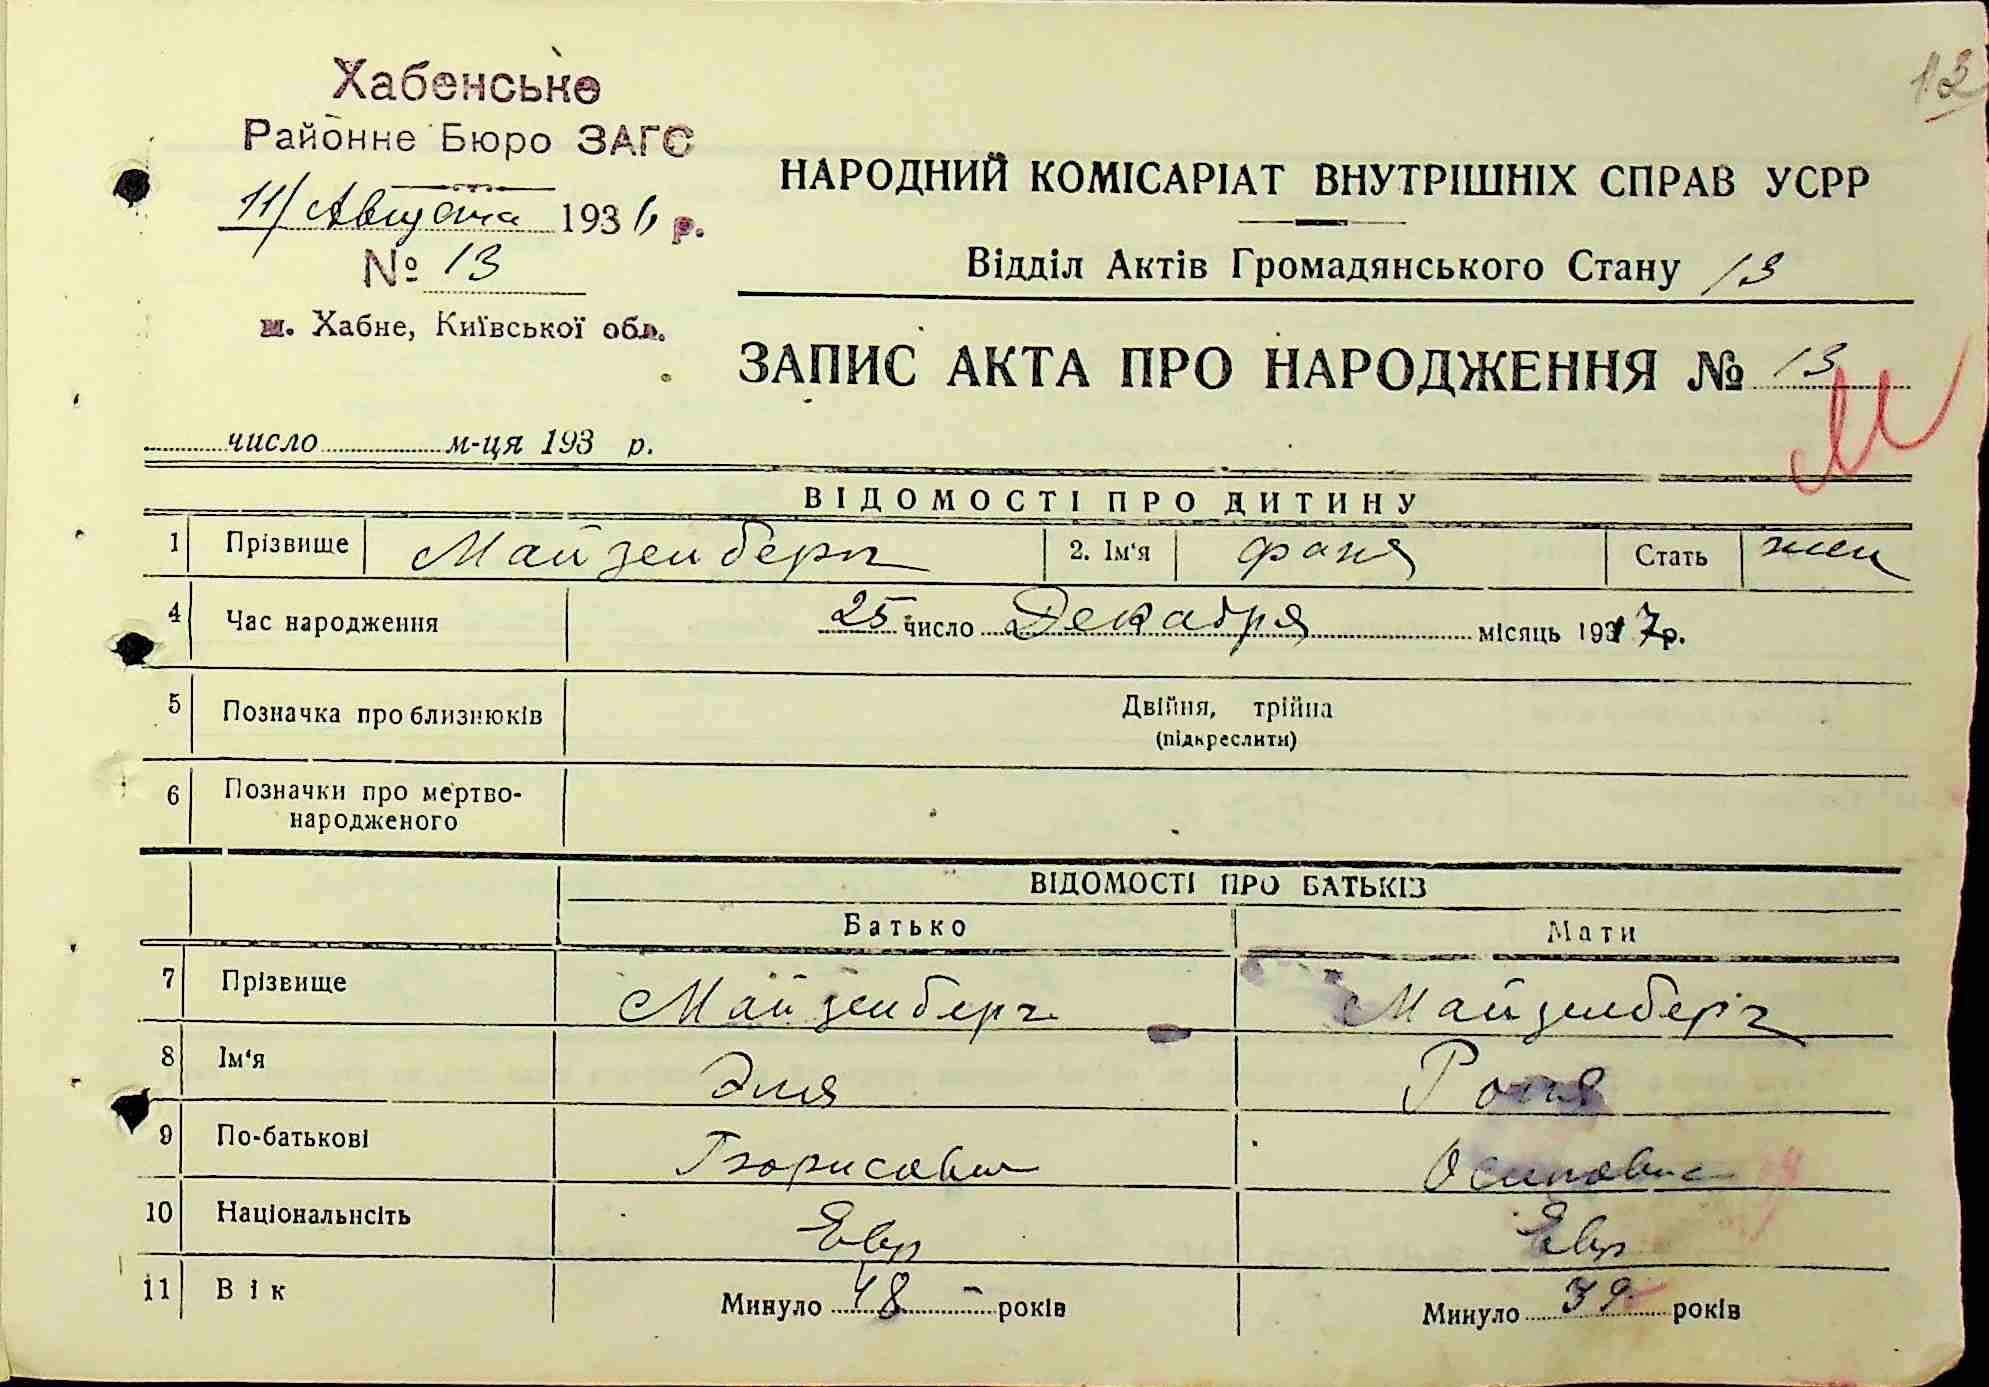 13
Хабенське
Районне Бюро ЗАГС
11/ Августа 1936 р.
№ 13
м. Хабне, Київської обл.
НАРОДНИЙ КОМІСАРІАТ ВНУТРІШНІХ СПРАВ УСРР
Відділ Актів Громадянського Стану 13
ЗАПИС АКТА ПРО НАРОДЖЕННЯ № 13
М
число м-ця 193 р.
ВІДОМОСТІ ПРО ДИТИНУ
1 Прізвище Майзенберг 2. Ім'я Фаня Стать жен
4 Час народження 25 число Декабря місяць 1917р.
5 Позначка про близнюків Двійня, трійна
(підкреслити)
6 Позначки про мертво-
народженого
ВІДОМОСТІ ПРО БАТЬКІВ
Батько Мати
7 Прізвище Майзенберг Майзенберг
8 Ім'я Эля Рония
9 По-батькові Борисович Осиповна
10 Національнсіть Евр Евр
11 Вік Минуло 48 років Минуло 39 років